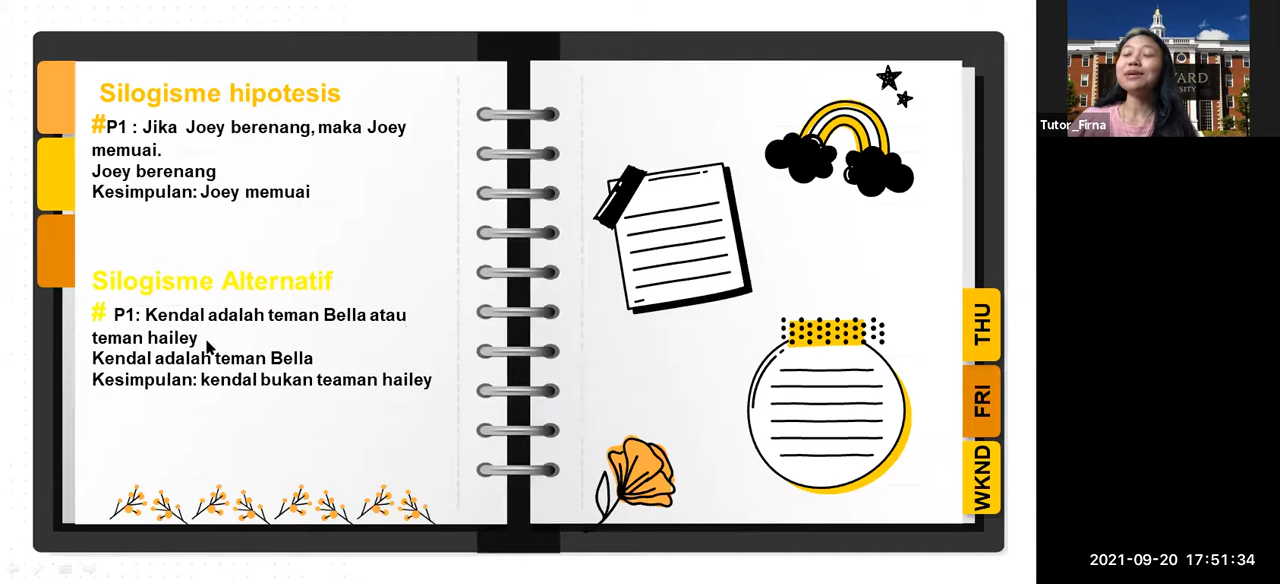 Silogisme hipotesis
#P1 : Jika Joey berenang, maka Joey
memuai.
Joey berenang
Kesimpulan: Joey memuai
Silogisme Alternatif
# P1: Kendal adalah teman Bella atau
teman hailey
Kendal adalah teman Bella
Kesimpulan: kendal bukan teaman hailey
THU
FRI
WKND
Tutor_Firna
2021-09-20 17:51:34